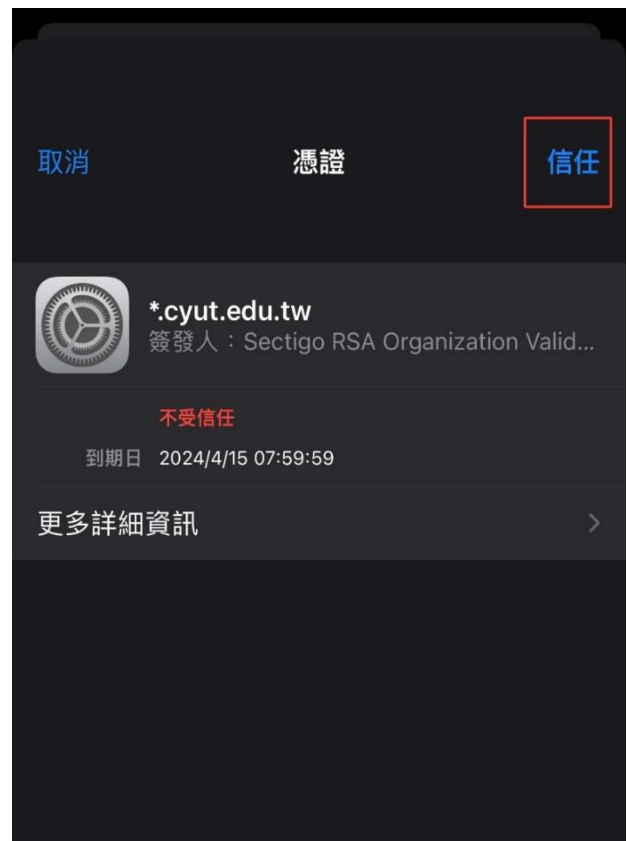 取消 憑證 信任
*.cyut.edu.tw
簽發人：Sectigo RSA Organization Valid...
不受信任
到期日 2024/4/15 07:59:59
更多詳細資訊